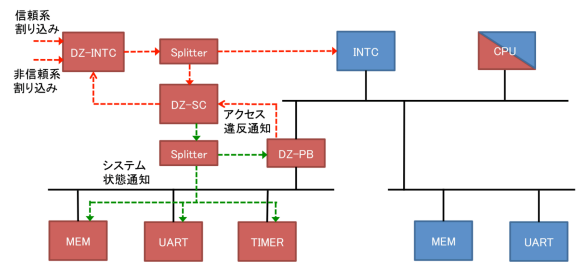 信頼系
割り込み
DZ-INTC
Splitter
INTC
CPU
非信頼系
割り込み
DZ-SC
アクセス
違反通知
Splitter
DZ-PB
システム
状態通知
MEM
UART
TIMER
MEM
UART